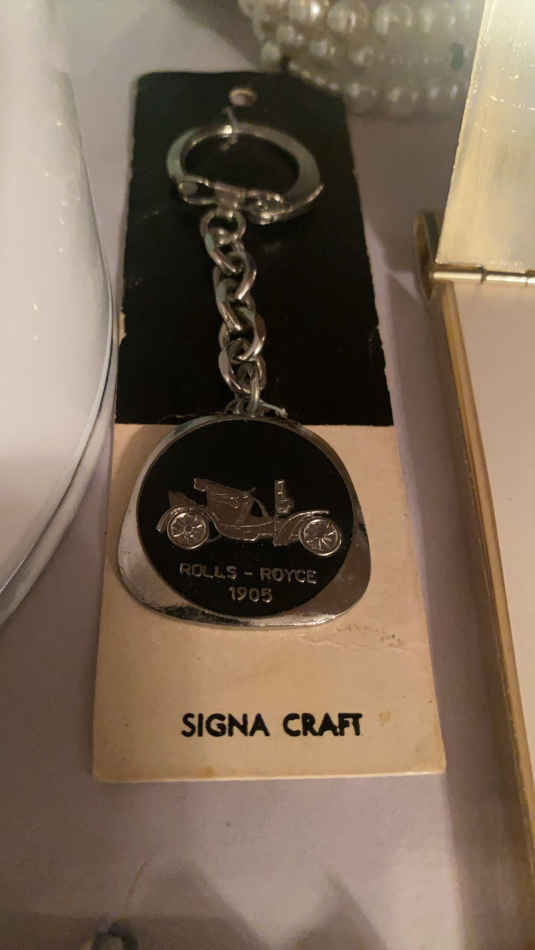 ROLLS - ROYCE
1905
SIGNA CRAFT